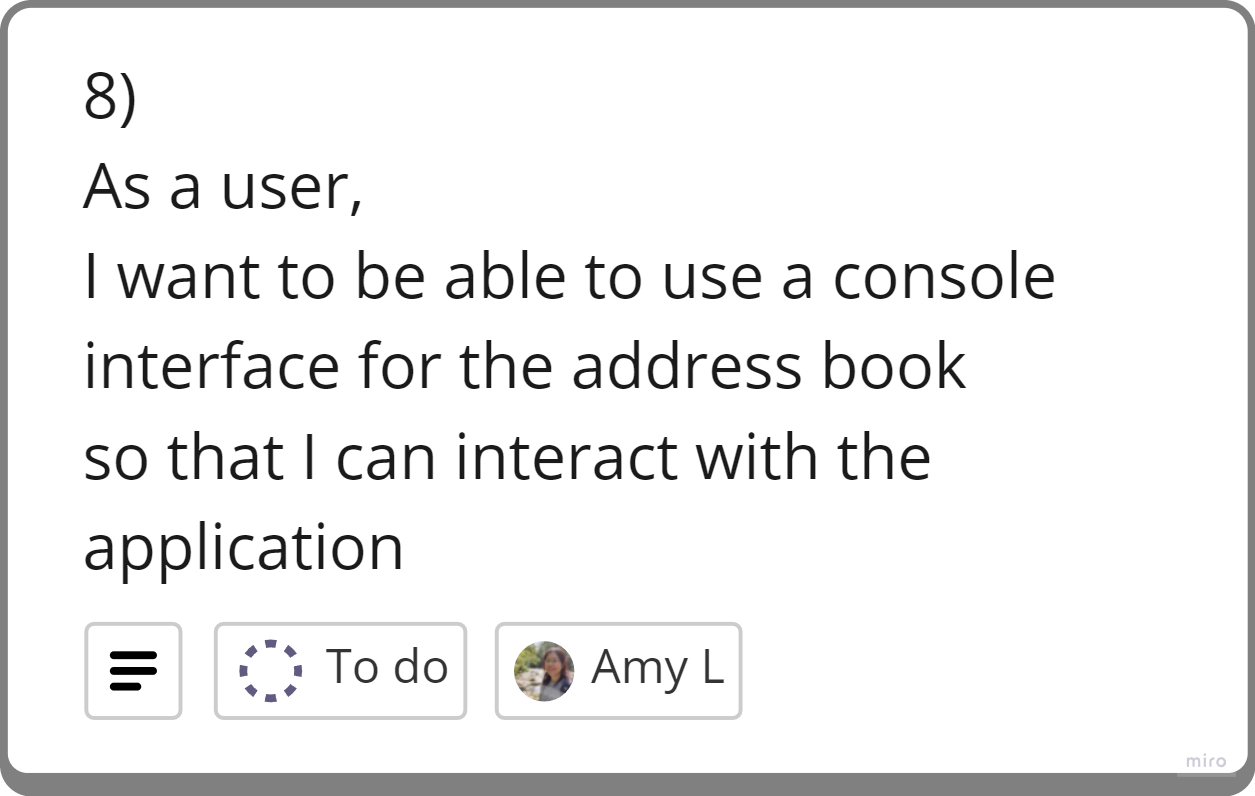 8)
As a user,
I want to be able to use a console
interface for the address book
so that I can interact with the
application
To do
Amy L
miro